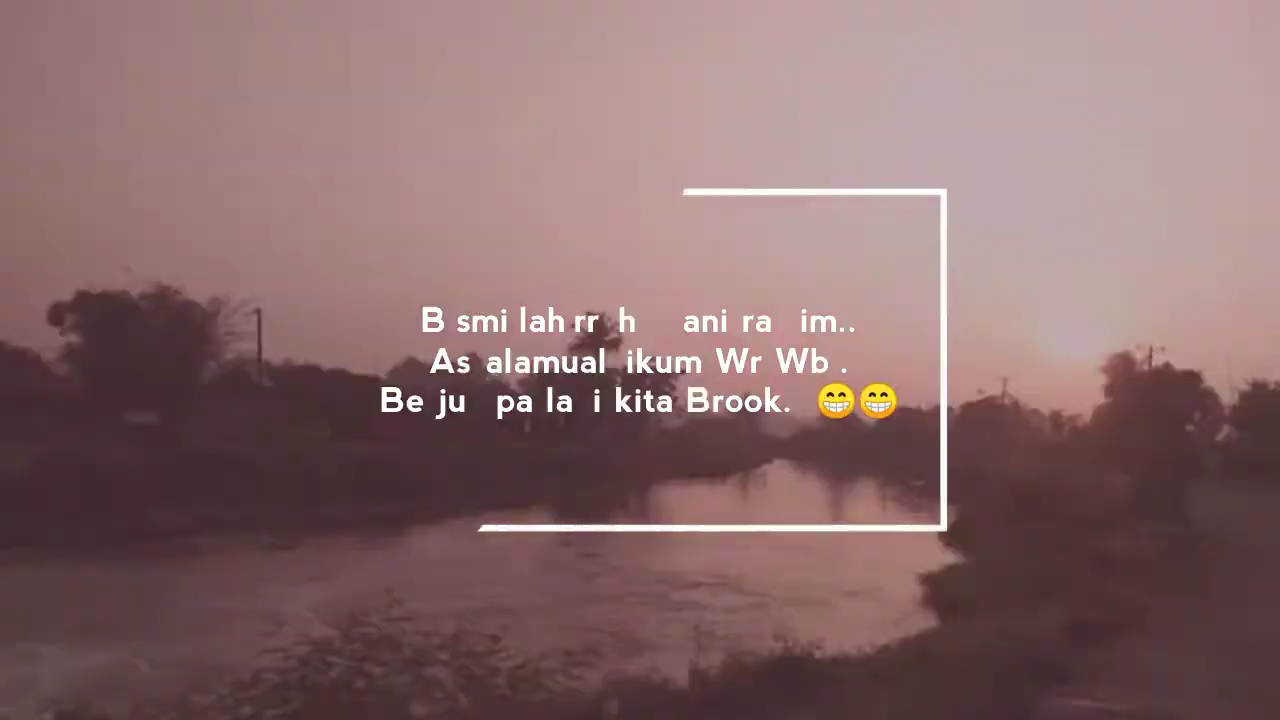 B smi lah rr h ani ra im..
As alamual ikum Wr Wb .
Be ju pa la i kita Brook. 😁😁